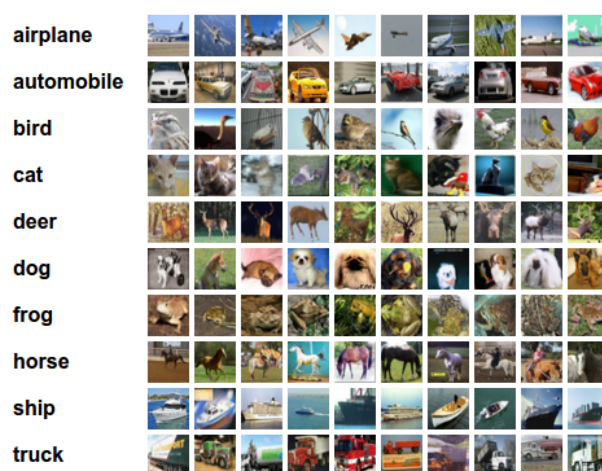 airplane
automobile
bird
cat
deer
dog
frog
horse
ship
truck